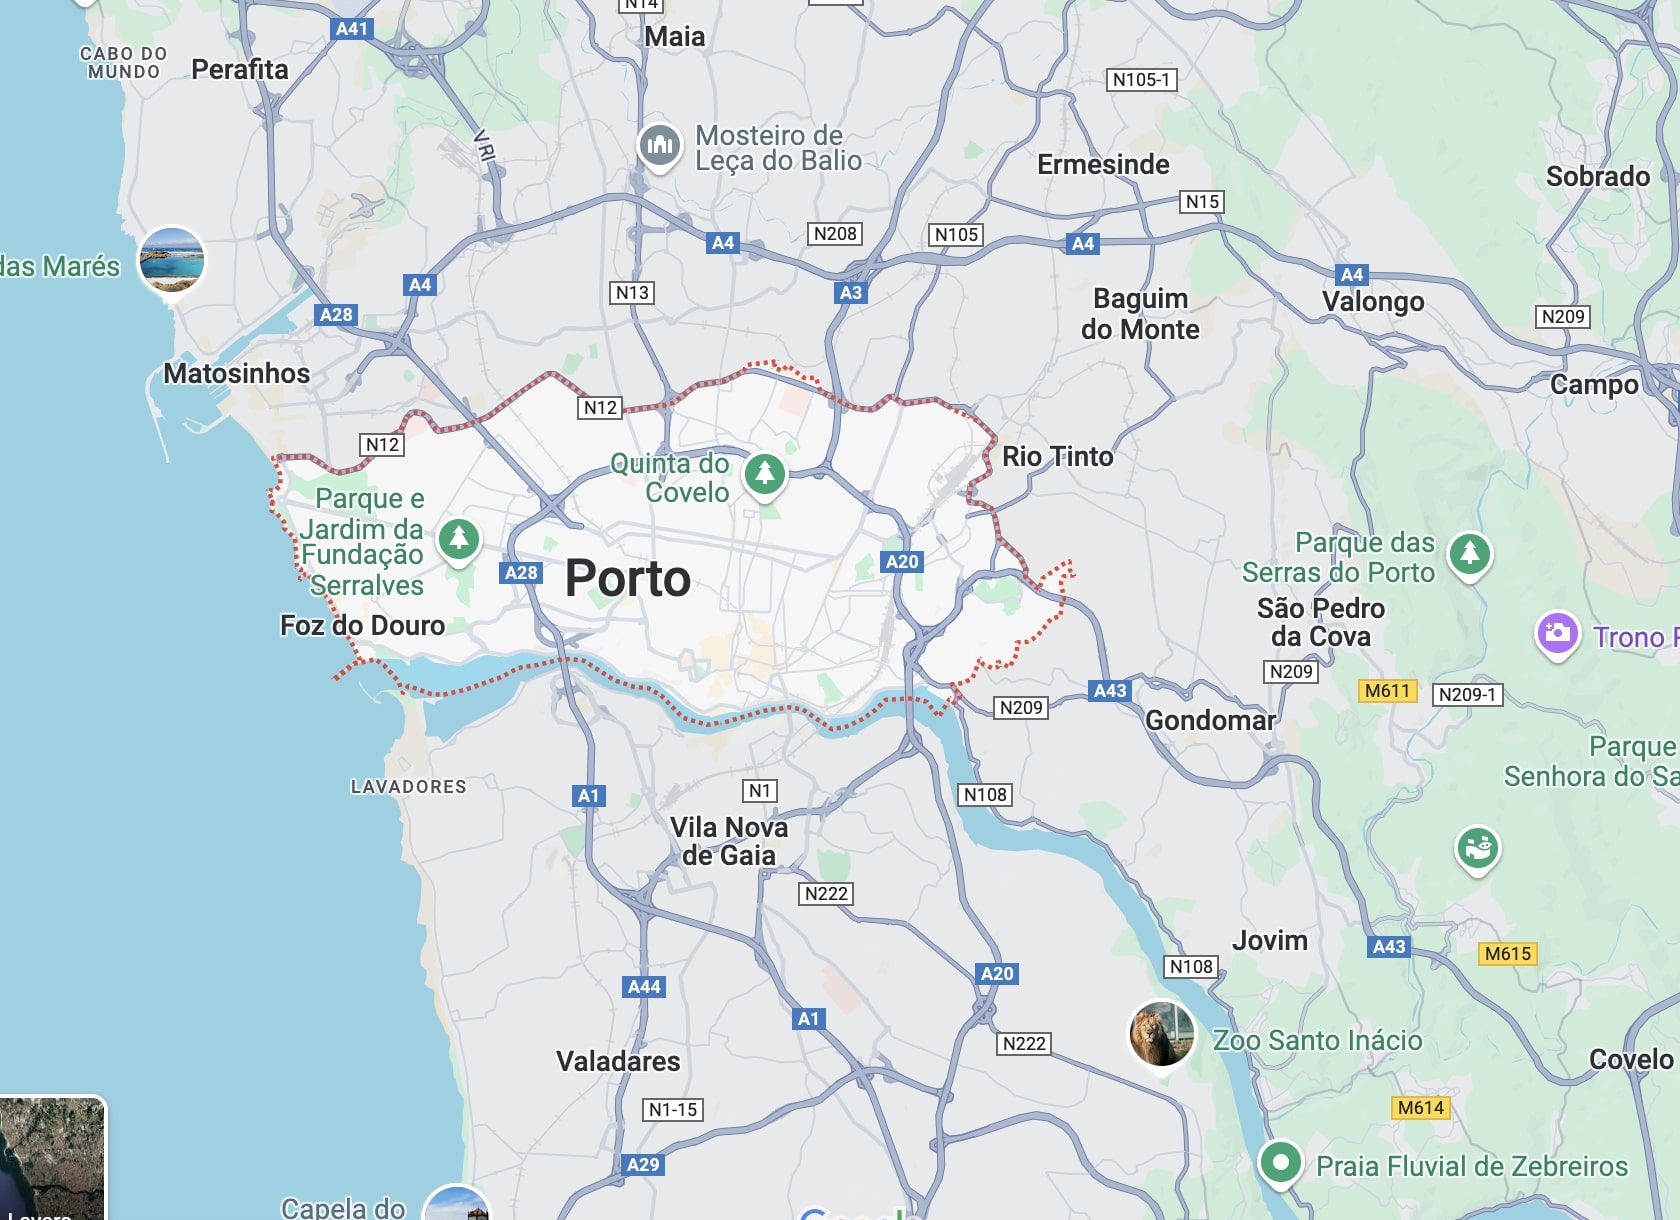 N14
A41
Maia
CABO DO
MUNDO
Perafita
N105-1
V-RI
Mosteiro de
Leça do Balio
Ermesinde
Sobrado
N15
N208
N105
A4
A4
das Marés
A4
A4
N13
A3
Baguim
do Monte
Valongo
A28
N209
Matosinhos
Campo
N12
N12
Rio Tinto
Quinta do
Covelo
Parque e
Jardim da
Fundação
Serralves
A28
Porto
A20
Parque das
Serras do Porto
São Pedro
da Cova
Trono
Foz do Douro
N209
M611
N209-1
A43
N209
Gondomar
Parque
Senhora do
LAVADORES
A1
N1
N108
Vila Nova
de Gaia
N222
Jovim
A43
M615
N108
A20
A44
A1
N222
Zoo Santo Inácio
Valadares
Covelo
N1-15
M614
A29
Praia Fluvial de Zebreiros
Capela do
Google
Layers